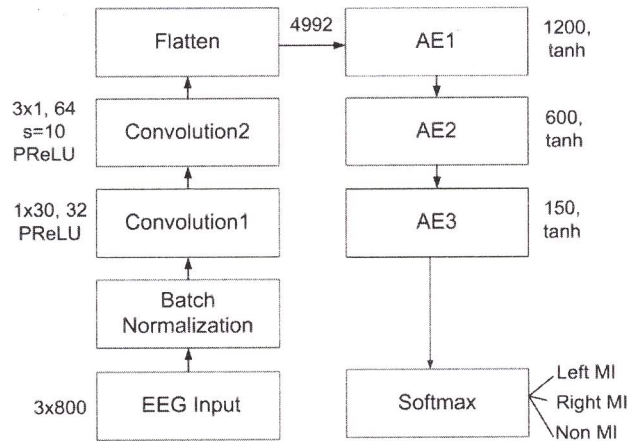 Flatten
4992
AE1
1200,
tanh
3x1, 64
s=10
PReLU
Convolution2
AE2
600,
tanh
1x30, 32
PReLU
Convolution1
AE3
150,
tanh
Batch
Normalization
3x800
EEG Input
Softmax
Left MI
Right MI
Non MI